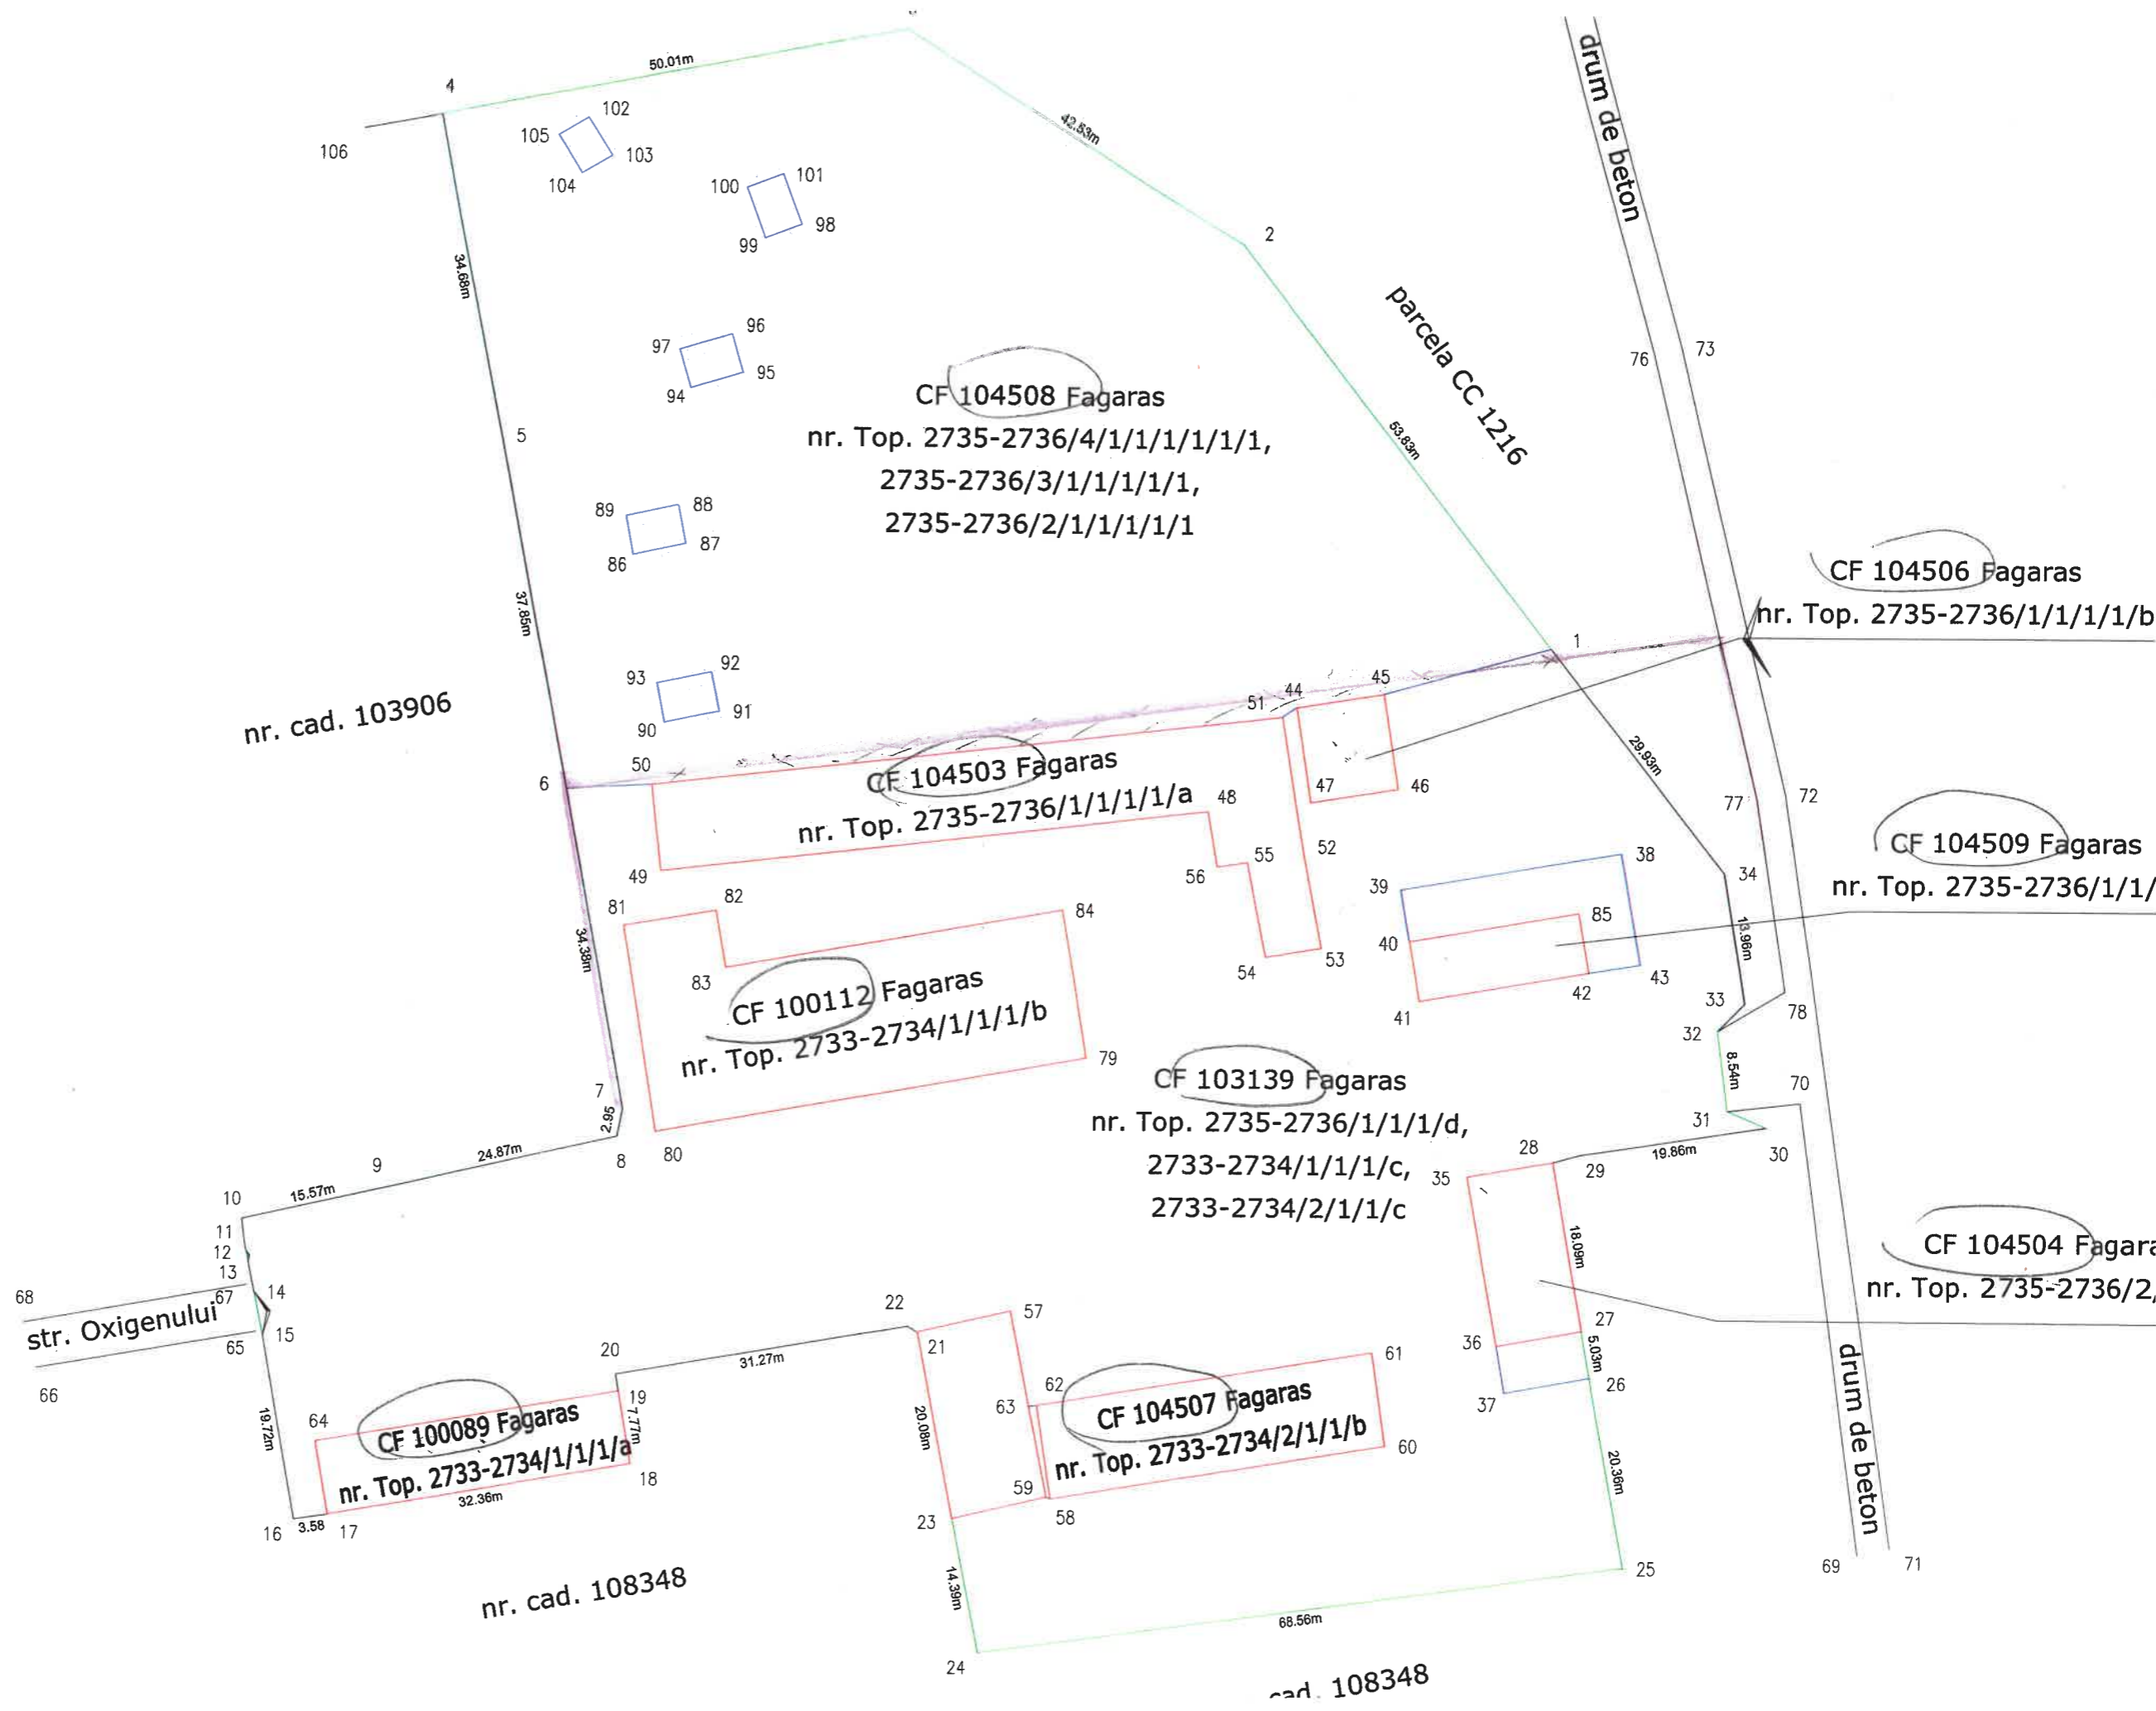 50.01m
4
106
102
105
103
104
100
101
98
99
42.53m
2
drum de beton
34.68m
97
96
95
94
5
CF 104508 Fagaras
nr. Top. 2735-2736/4/1/1/1/1/1/1,
2735-2736/3/1/1/1/1/1,
2735-2736/2/1/1/1/1/1
parcela CC 1216
53.83m
76
73
89
88
87
86
37.85m
CF 104506 Fagaras
nr. Top. 2735-2736/1/1/1/1/b
1
93
92
91
90
nr. cad. 103906
6
50
51
44
45
47
46
CF 104503 Fagaras
nr. Top. 2735-2736/1/1/1/1/a
48
49
56
55
52
54
53
29.93m
77
72
CF 104509 Fagaras
nr. Top. 2735-2736/1/1/
38
39
34
85
40
13.96m
43
42
41
33
78
32
81
82
84
83
34.38m
CF 100112 Fagaras
nr. Top. 2733-2734/1/1/1/b
79
80
7
2.95
8
24.87m
9
15.57m
10
11
12
13
CF 103139 Fagaras
nr. Top. 2735-2736/1/1/1/d,
2733-2734/1/1/1/c,
2733-2734/2/1/1/c
8.54m
70
31
30
19.86m
28
29
35
18.09m
CF 104504 Fagara
nr. Top. 2735-2736/2/
27
36
5.03m
26
37
68
67
14
str. Oxigenului
15
65
66
19.72m
20
31.27m
22
21
57
19
7.77m
64
CF 100089 Fagaras
nr. Top. 2733-2734/1/1/1/a
18
32.36m
16
3.58
17
20.08m
62
63
61
CF 104507 Fagaras
nr. Top. 2733-2734/2/1/1/b
60
59
58
23
14.39m
24
68.56m
25
20.36m
drum de beton
69
71
nr. cad. 108348
cad. 108348